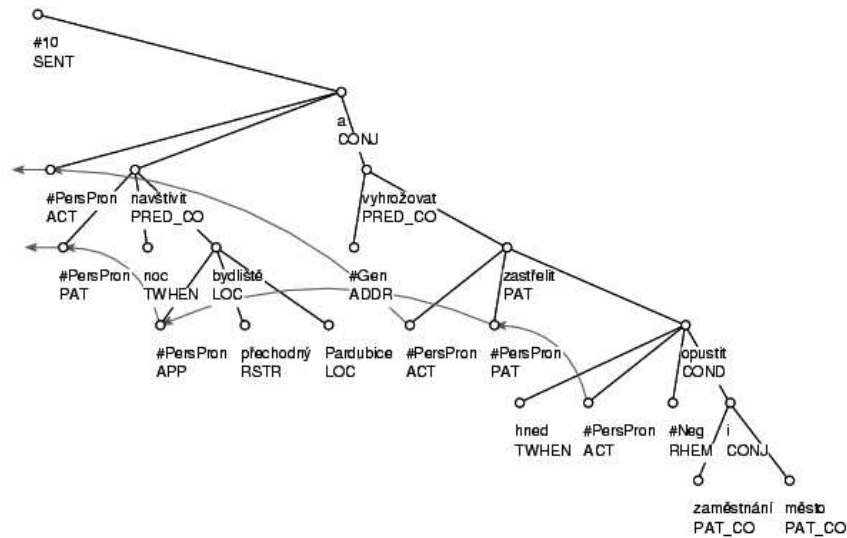 #10
SENT
a
CONJ
#PersPron
ACT
navštívit
PRED_CO
vyhrožovat
PRED_CO
#PersPron
PAT
noc
TWHEN
bydliště
LOC
#Gen
ADDR
zastřelit
PAT
#PersPron
APP
přechodný
RSTR
Pardubice
LOC
#PersPron
ACT
#PersPron
PAT
opustit
COND
hned
TWHEN
#PersPron
ACT
#Neg
RHEM
i
CONJ
zaměstnání
PAT_CO
město
PAT_CO